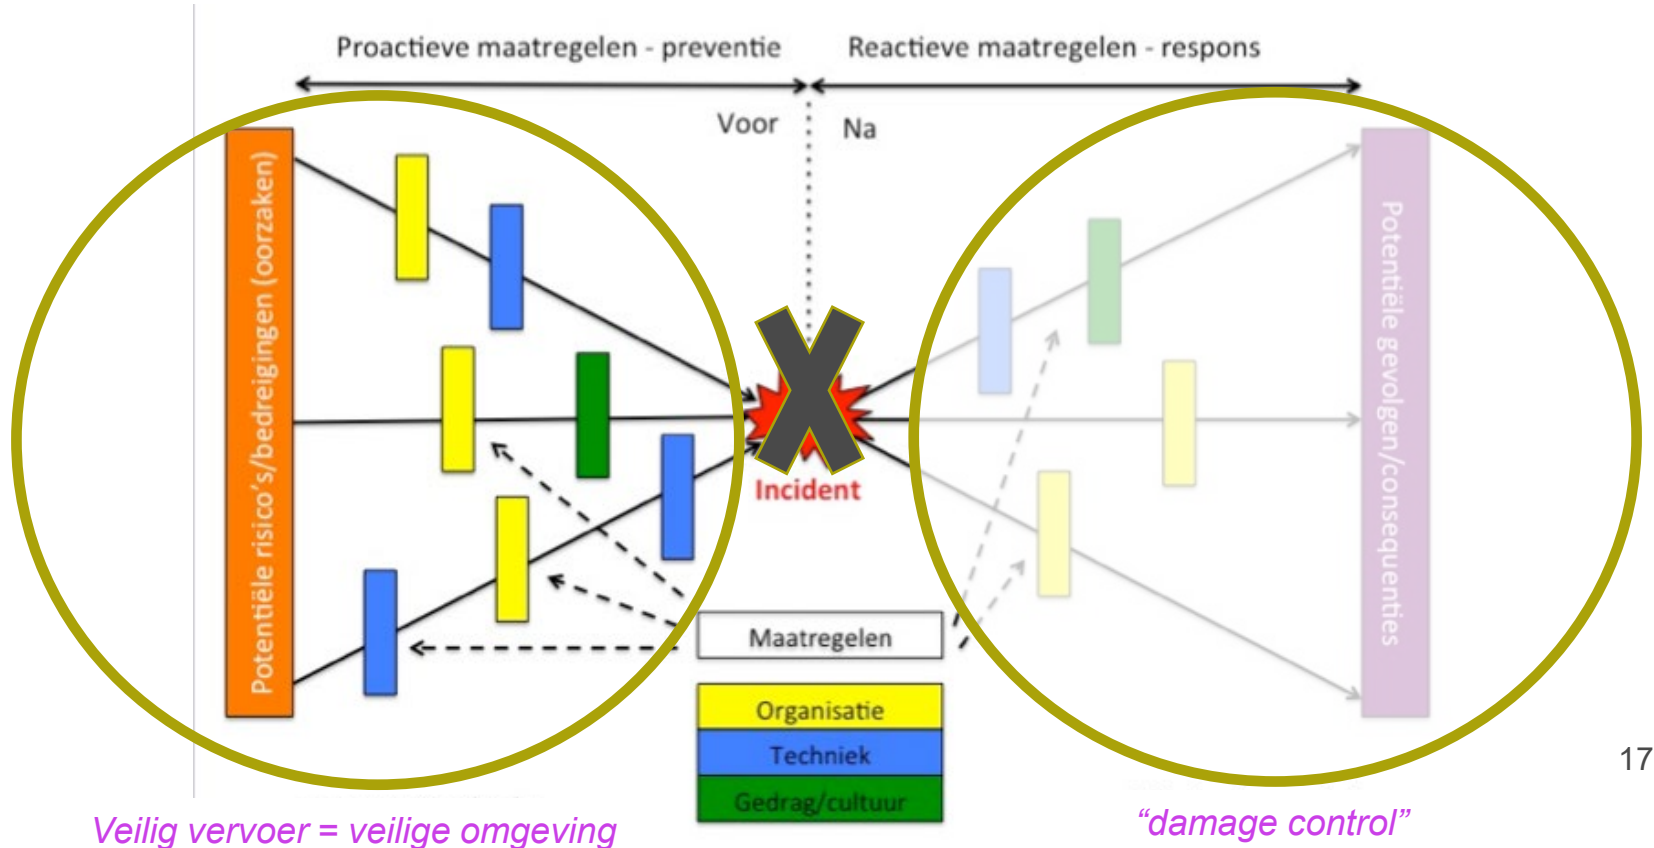 Proactieve maatregelen - preventie
Reactieve maatregelen - respons
Voor
Na
Potentiële risico's/bedreigingen (oorzaken)
Potentiële gevolgen/consequenties
Incident
Maatregelen
Organisatie
Techniek
Gedrag/cultuur
17
Veilig vervoer = veilige omgeving
“damage control”